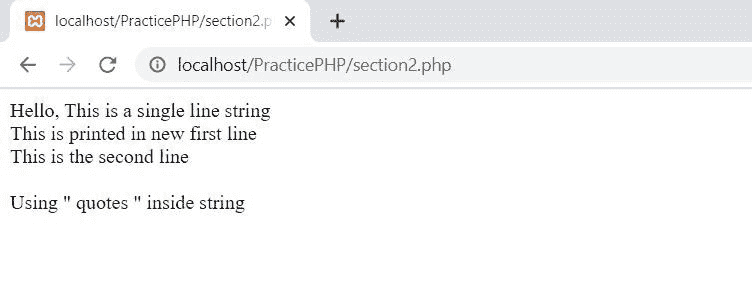 localhost/PracticePHP/section2.p
localhost/PracticePHP/section2.php
Hello, This is a single line string
This is printed in new first line
This is the second line
Using " quotes " inside string